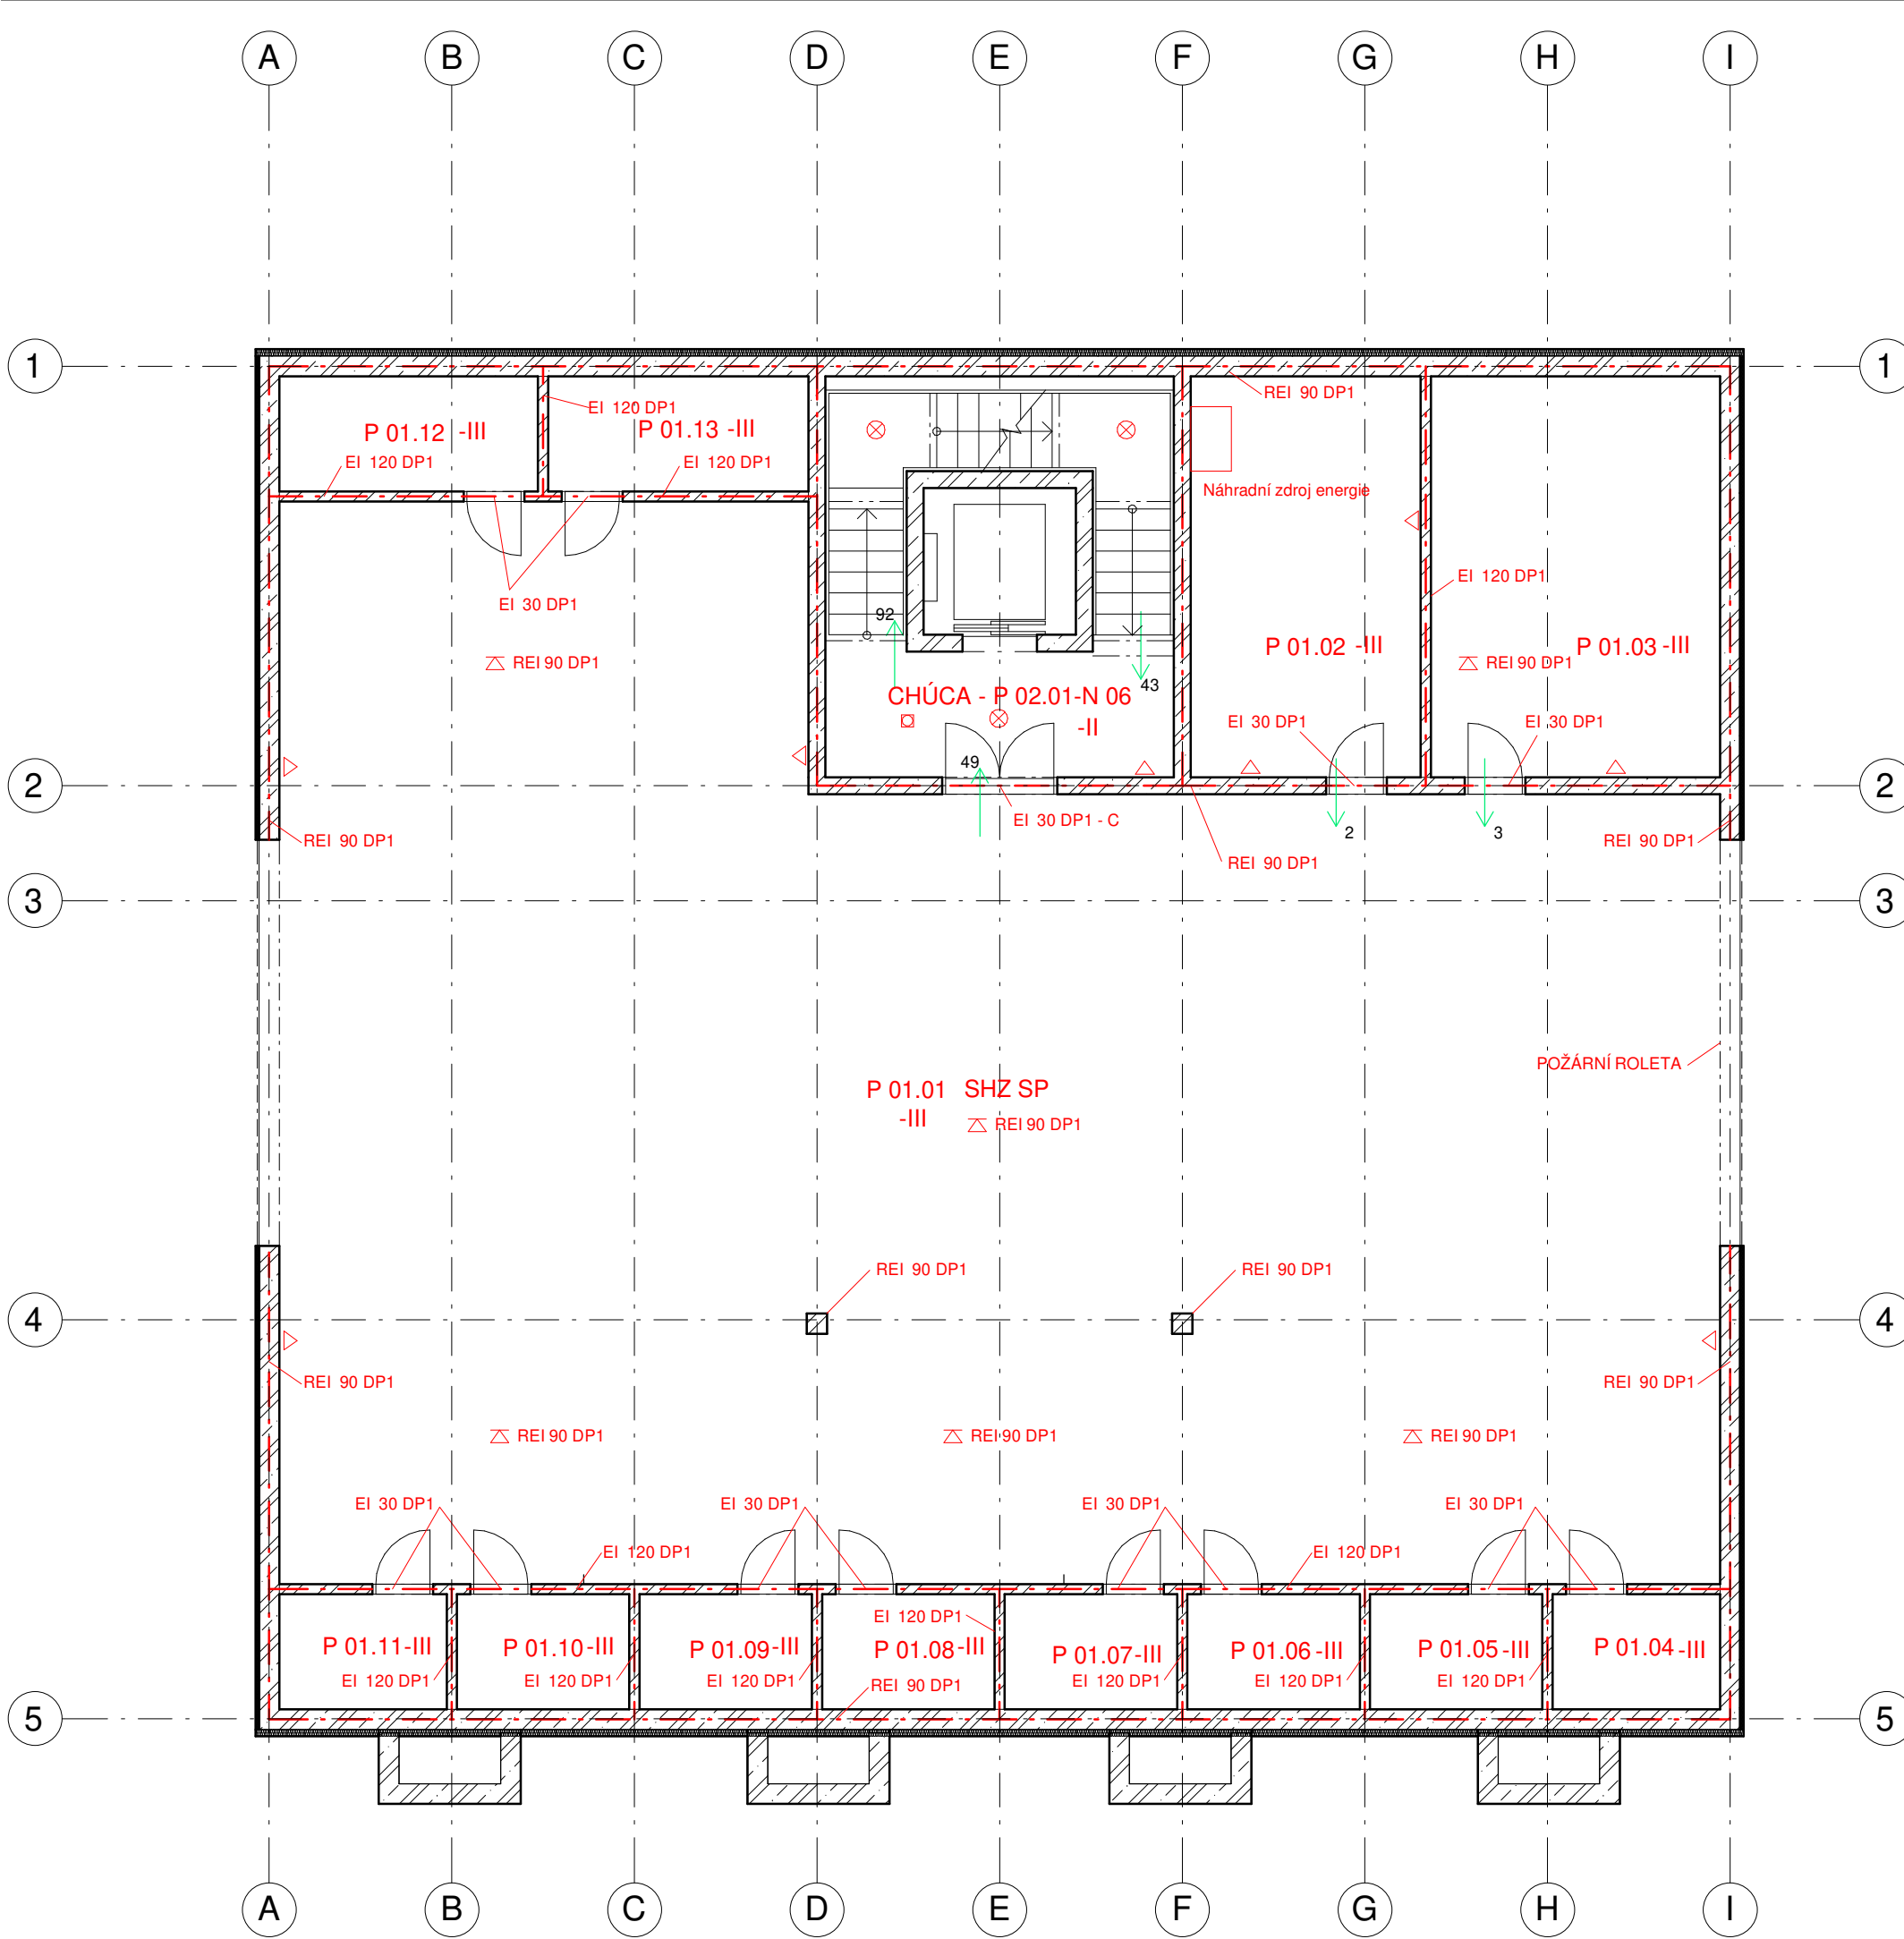 A B C D E F G H I
1 1
REI 90 DP1
EI 120 DP1
P 01.12 -III
P 01.13 -III
EI 120 DP1
EI 120 DP1
Náhradní zdroj energie
EI 120 DP1
EI 30 DP1
92
P 01.02 -III
P 01.03 -III
REI 90 DP1
REI 90 DP1
43
CHÚCA - P 02.01-N 06
-II
EI 30 DP1
EI 30 DP1
49
2 2
EI 30 DP1 - C
2
3
REI 90 DP1
REI 90 DP1
REI 90 DP1
3 3
POŽÁRNÍ ROLETA
P 01.01 SHZ SP
-III
REI 90 DP1
REI 90 DP1
REI 90 DP1
4 4
REI 90 DP1
REI 90 DP1
REI 90 DP1
REI 90 DP1
REI 90 DP1
EI 30 DP1
EI 30 DP1
EI 30 DP1
EI 30 DP1
EI 120 DP1
EI 120 DP1
EI 120 DP1
P 01.11-III
P 01.10-III
P 01.09-III
P 01.08-III
P 01.07-III
P 01.06-III
P 01.05-III
P 01.04-III
EI 120 DP1
EI 120 DP1
EI 120 DP1
REI 90 DP1
EI 120 DP1
EI 120 DP1
EI 120 DP1
5 5
A B C D E F G H I